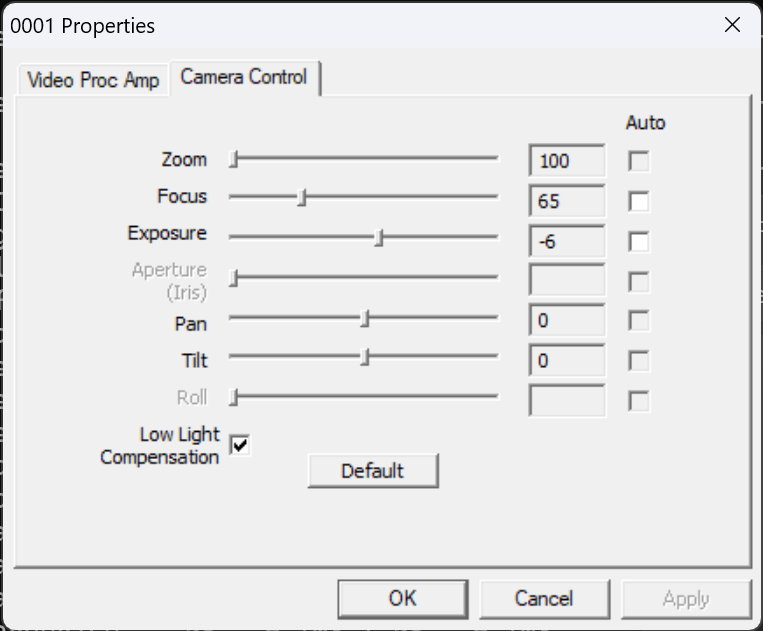 0001 Properties
Video Proc Amp
Camera Control
Auto
Zoom 100
Focus 65
Exposure -6
Aperture
(Iris)
Pan 0
Tilt 0
Roll
Low Light
Compensation
Default
OK Cancel Apply